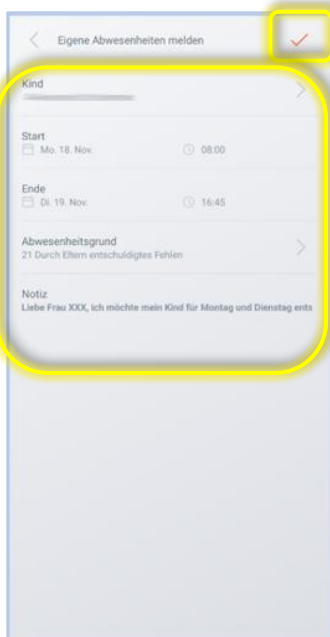 Eigene Abwesenheiten melden
Kind
Start
Mo. 18. Nov. 08:00
Ende
Di. 19. Nov. 16:45
Abwesenheitsgrund
21 Durch Eltern entschuldigtes Fehlen
Notiz
Liebe Frau XXX, ich möchte mein Kind für Montag und Dienstag ents